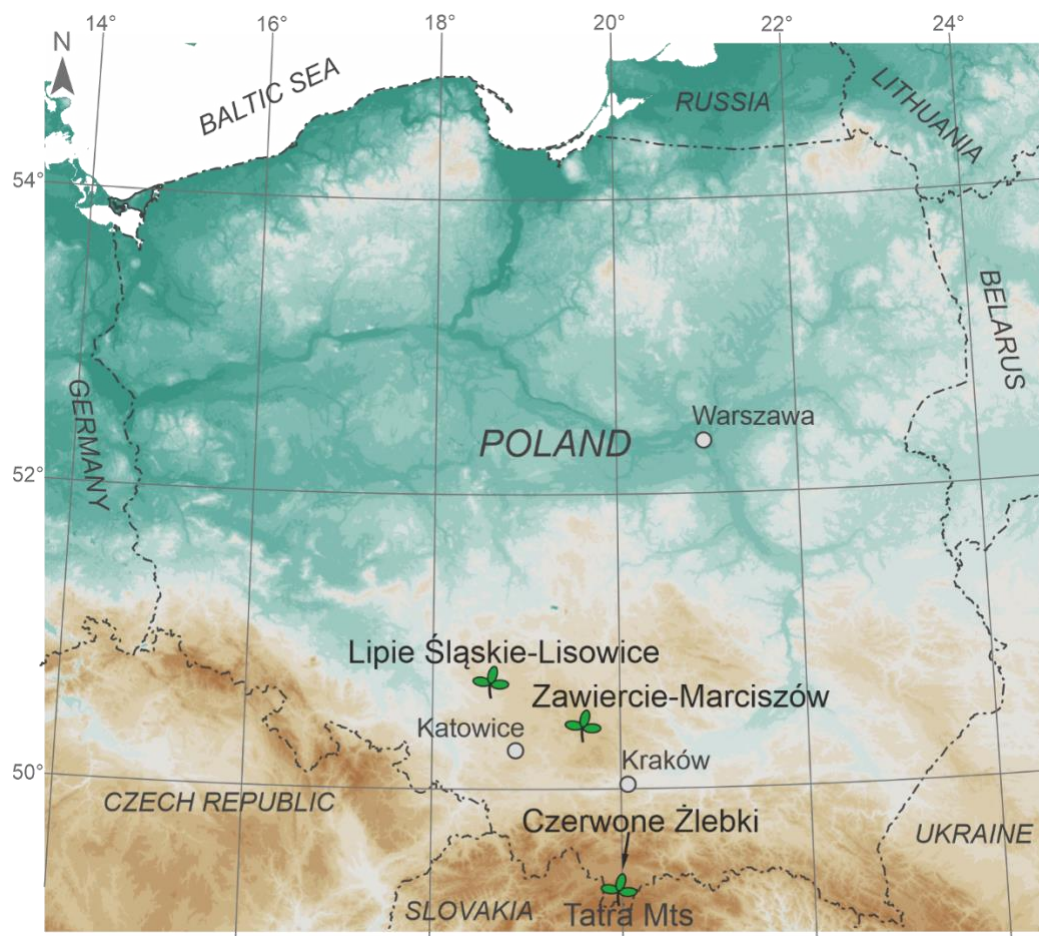 14° 16° 18° 20° 22° 24°
N
BALTIC SEA
RUSSIA
LITHUANIA
54°
BELARUS
GERMANY
Warszawa
POLAND
52°
Lipie Śląskie-Lisowice
Zawiercie-Marciszów
Katowice
Kraków
50°
CZECH REPUBLIC
Czerwone Żlebki
UKRAINE
SLOVAKIA
Tatra Mts